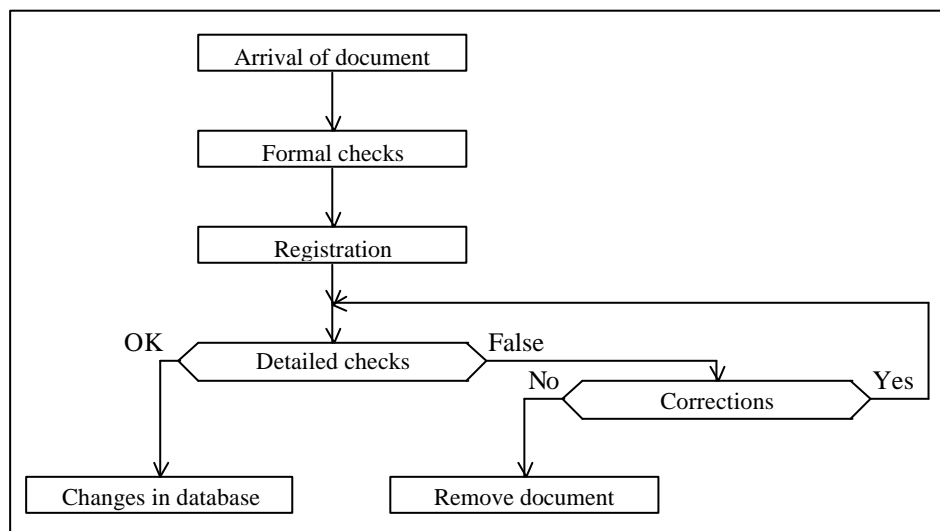 Arrival of document
Formal checks
Registration
OK
Detailed checks
False
No
Corrections
Yes
Changes in database
Remove document